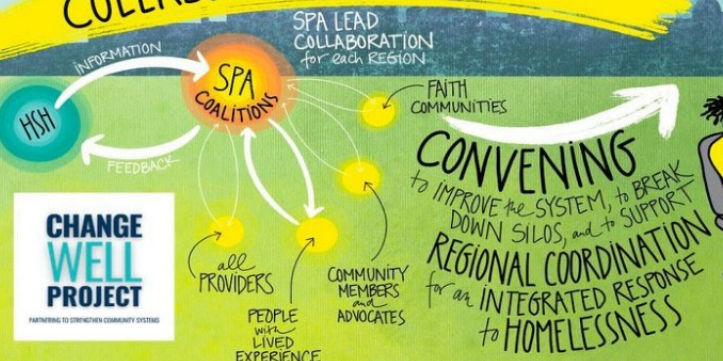 SPA LEAD
COLLABORATION
for each REGION
INFORMATION
SPA
COALITIONS
HSH
FEEDBACK
FAITH
COMMUNITIES
CONVENING
to IMPROVE the SYSTEM, to BREAK
DOWN SILOS, and to SUPPORT
REGIONAL COORDINATION
for an INTEGRATED RESPONSE
to HOMELESSNESS
CHANGE
WELL
PROJECT
PARTNERING TO STRENGTHEN COMMUNITY SYSTEMS
all
PROVIDERS
PEOPLE
with
LIVED
EXPERIENCE
COMMUNITY
MEMBERS
and
ADVOCATES